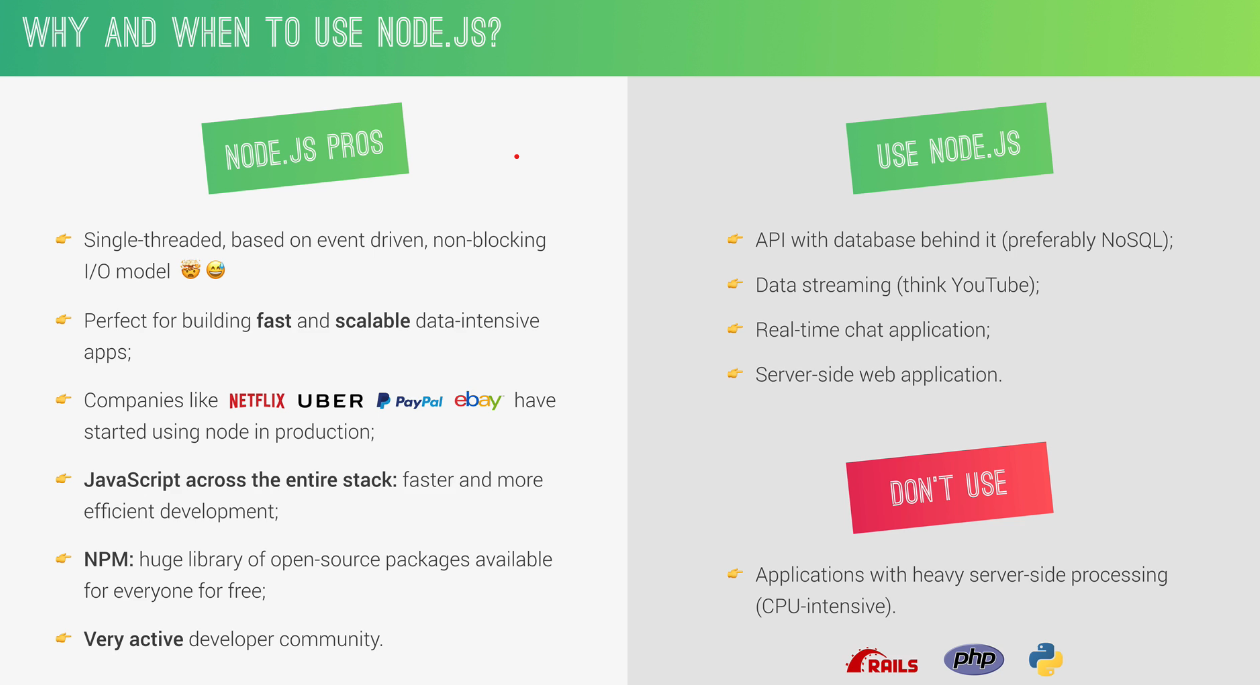 WHY AND WHEN TO USE NODE.JS?
NODE.JS PROS
👉 Single-threaded, based on event driven, non-blocking
I/O model 🤯😅
👉 Perfect for building fast and scalable data-intensive
apps;
👉 Companies like NETFLIX UBER PayPal ebay have
started using node in production;
👉 JavaScript across the entire stack: faster and more
efficient development;
👉 NPM: huge library of open-source packages available
for everyone for free;
👉 Very active developer community.
USE NODE.JS
👉 API with database behind it (preferably NoSQL);
👉 Data streaming (think YouTube);
👉 Real-time chat application;
👉 Server-side web application.
DON'T USE
👉 Applications with heavy server-side processing
(CPU-intensive).
RAILS php